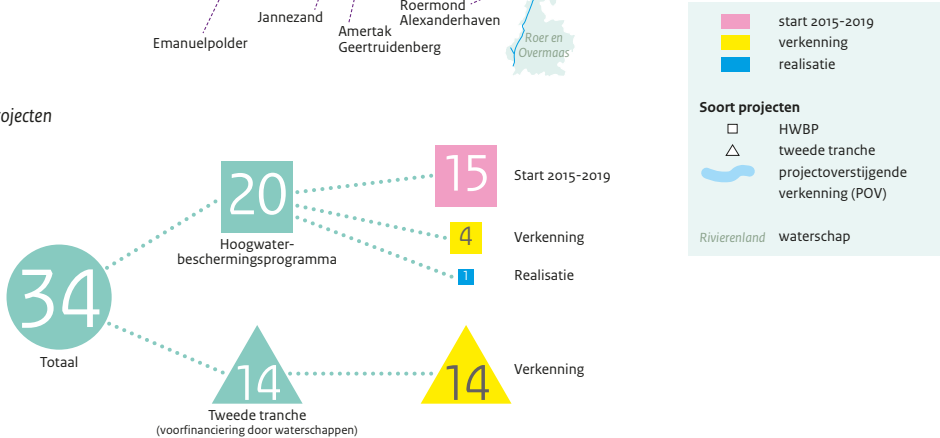 Roermond
Alexanderhaven
Jannezand
Amertak
Geertruidenberg
Emanuelpolder
Roer en
Overmaas
start 2015-2019
verkenning
realisatie
Soort projecten
HWBP
tweede tranche
projectoverstijgende
verkenning (POV)
Rivierenland
waterschap
34
Totaal
20
Hoogwater-
beschermingsprogramma
15
Start 2015-2019
4
Verkenning
1
Realisatie
14
Tweede tranche
(voorfinanciering door waterschappen)
14
Verkenning